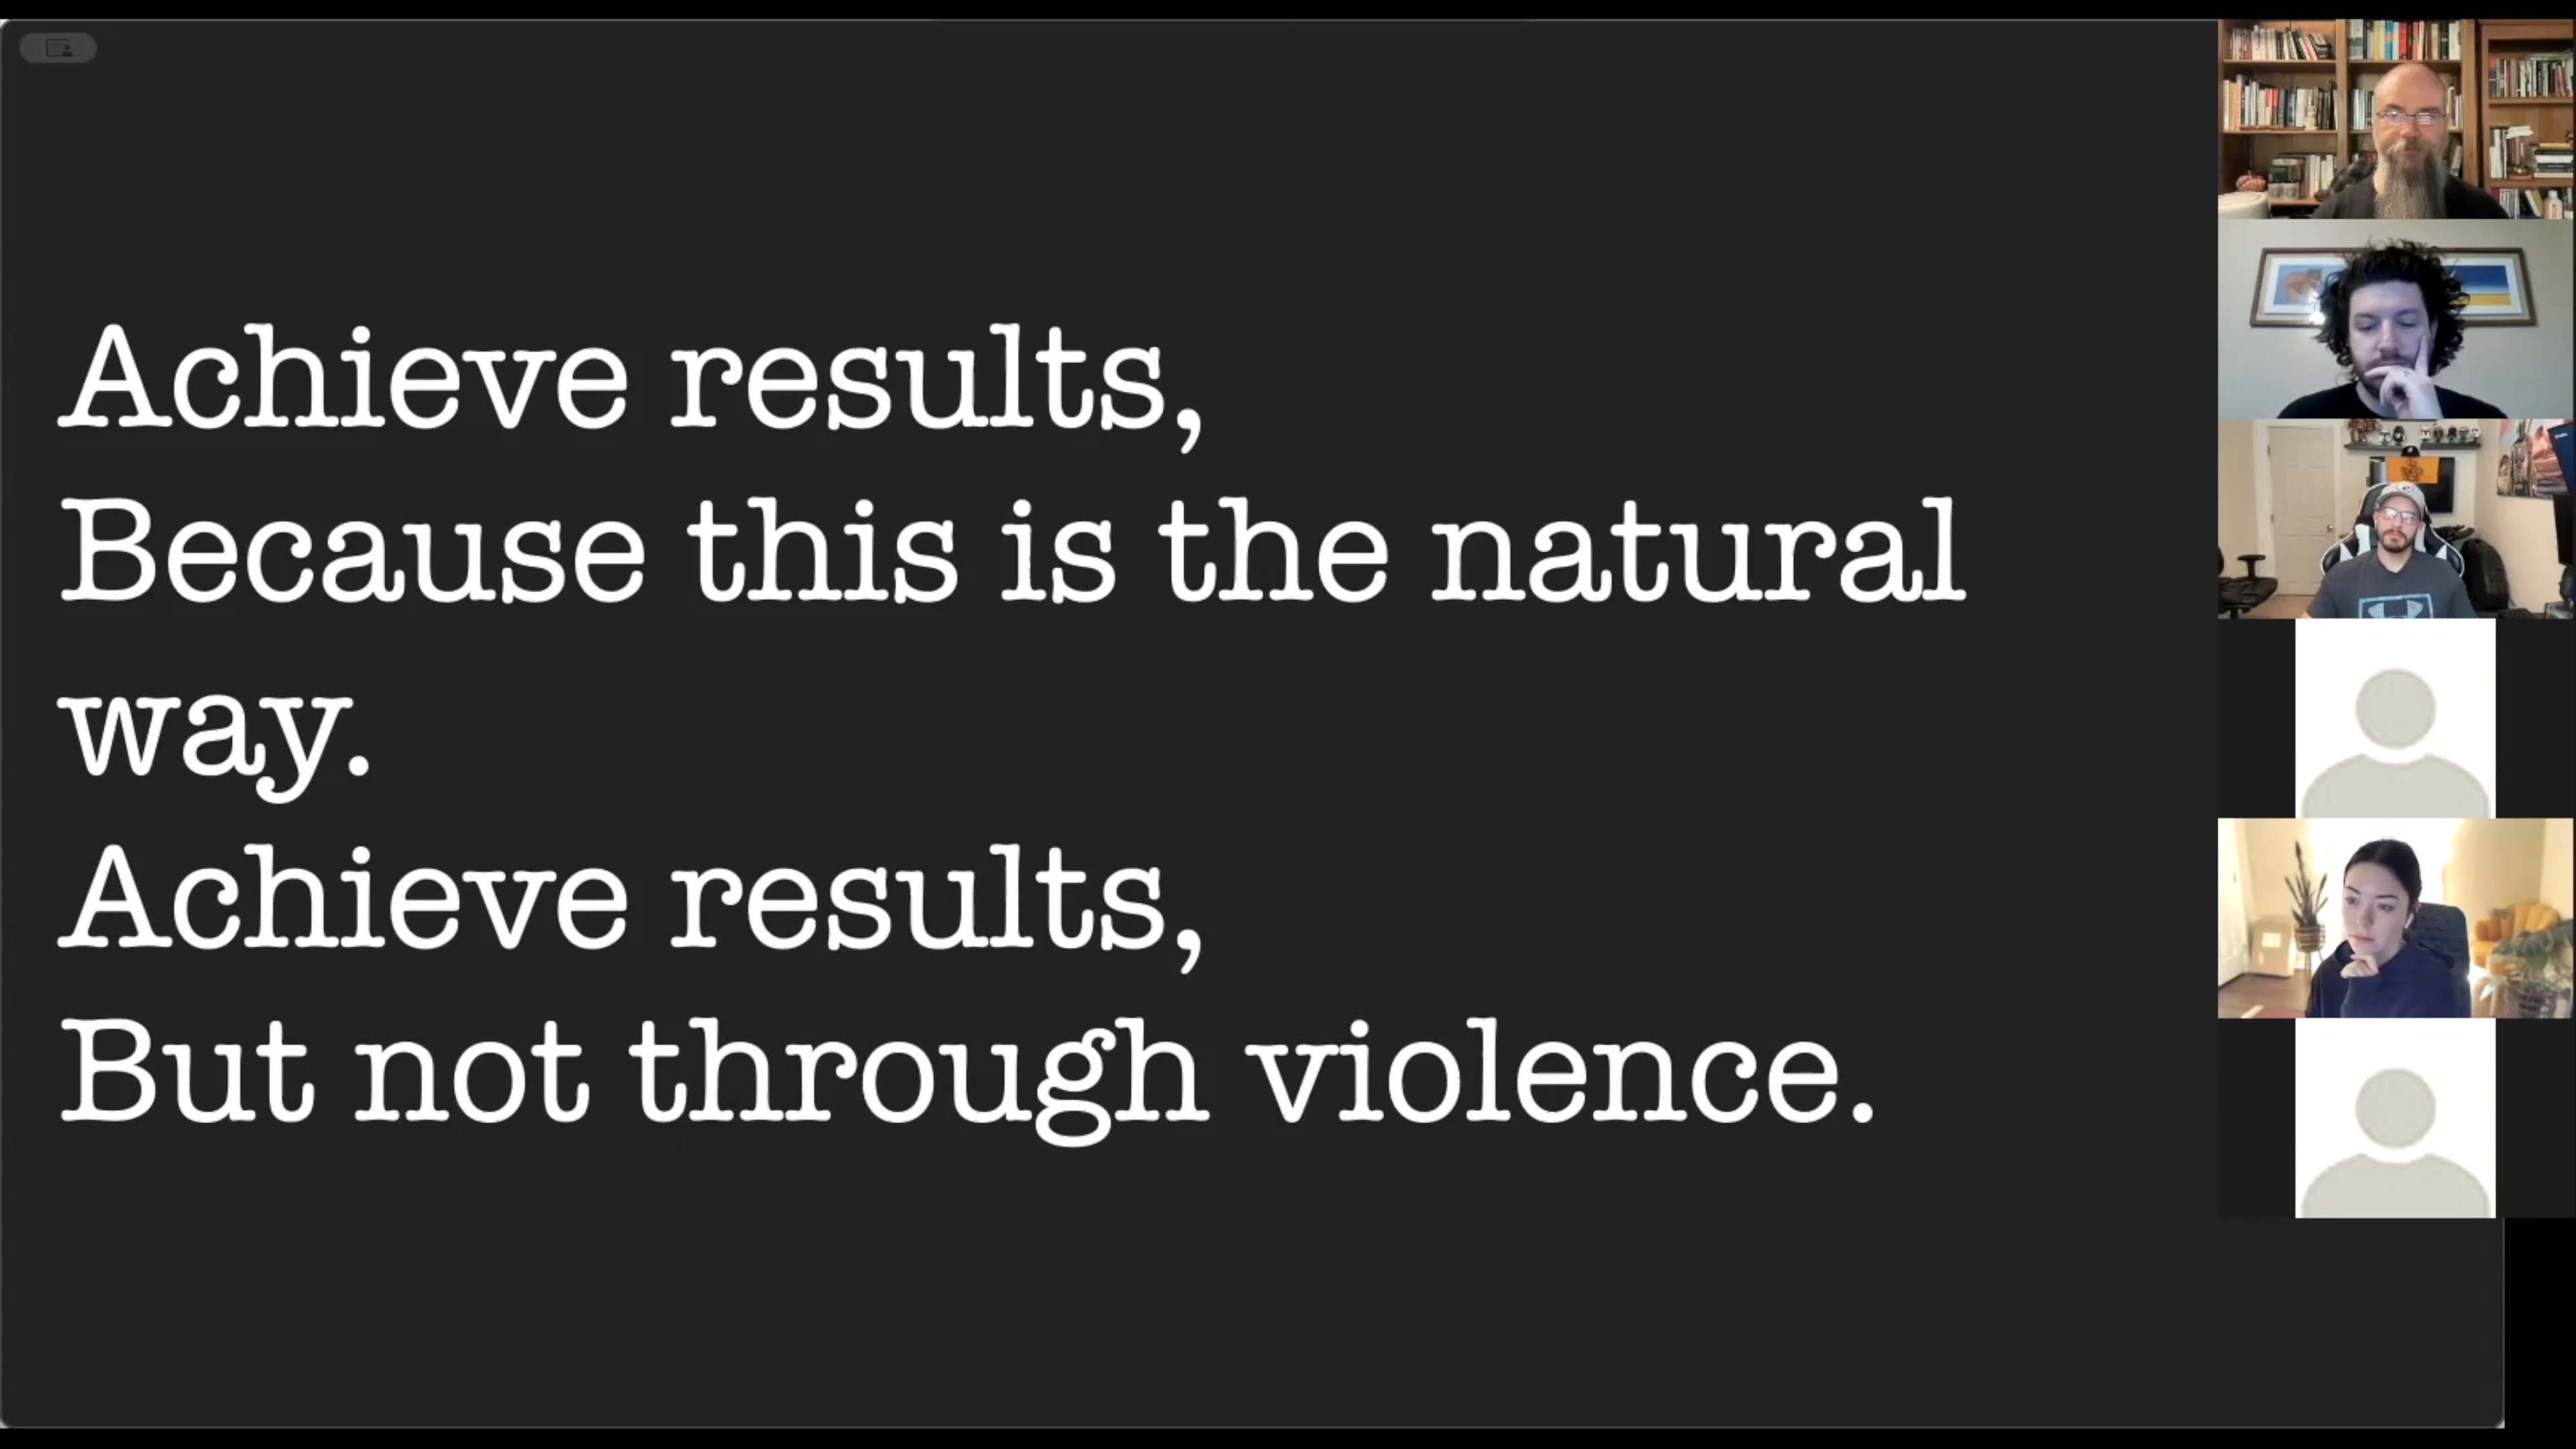 Achieve results,
Because this is the natural
way.
Achieve results,
But not through violence.